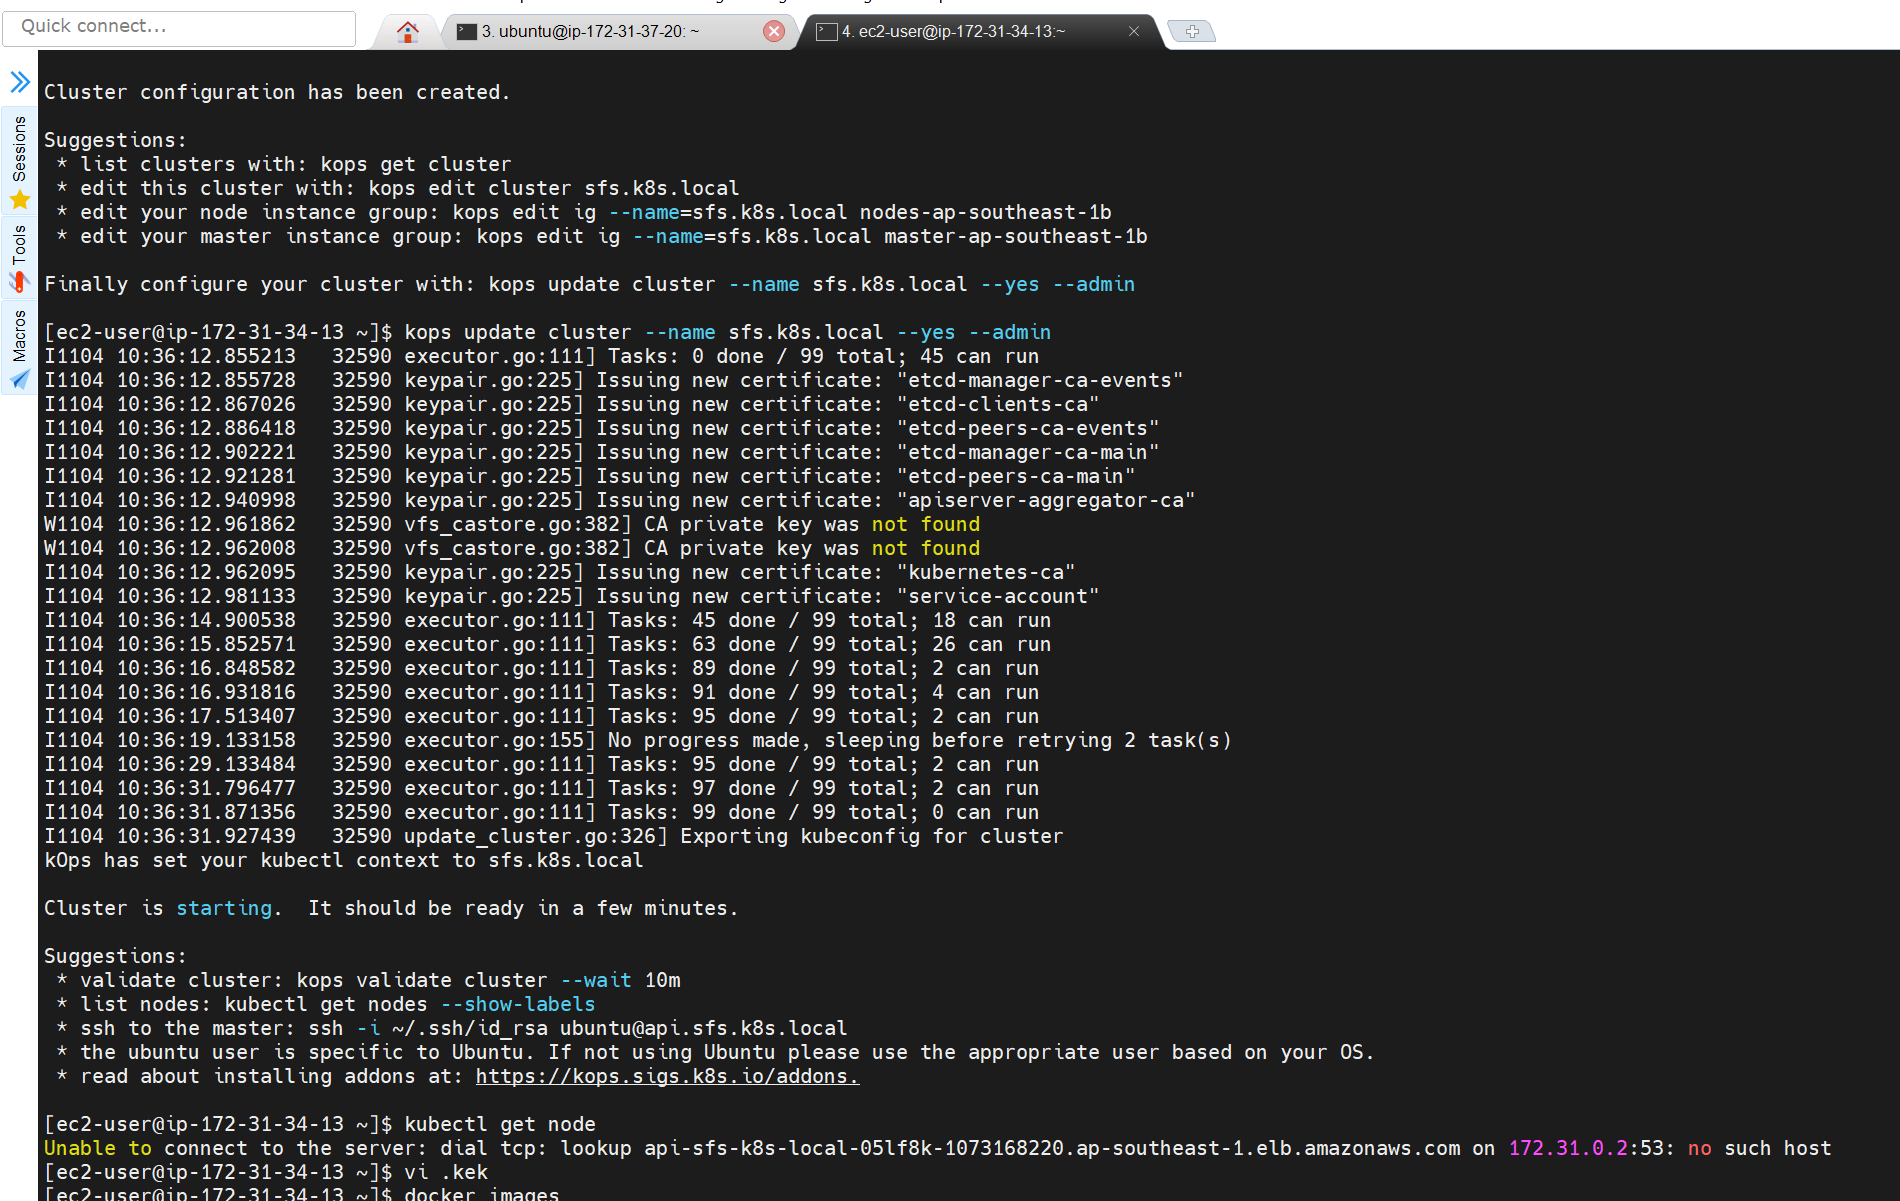 Quick connect...
3. ubuntu@ip-172-31-37-20: ~
4. ec2-user@ip-172-31-34-13:~
Sessions
Tools
Macros
Cluster configuration has been created.
Suggestions:
* list clusters with: kops get cluster
* edit this cluster with: kops edit cluster sfs.k8s.local
* edit your node instance group: kops edit ig --name=sfs.k8s.local nodes-ap-southeast-1b
* edit your master instance group: kops edit ig --name=sfs.k8s.local master-ap-southeast-1b
Finally configure your cluster with: kops update cluster --name sfs.k8s.local --yes --admin
[ec2-user@ip-172-31-34-13 ~]$ kops update cluster --name sfs.k8s.local --yes --admin
I1104 10:36:12.855213   32590 executor.go:111] Tasks: 0 done / 99 total; 45 can run
I1104 10:36:12.855728   32590 keypair.go:225] Issuing new certificate: "etcd-manager-ca-events"
I1104 10:36:12.867026   32590 keypair.go:225] Issuing new certificate: "etcd-clients-ca"
I1104 10:36:12.886418   32590 keypair.go:225] Issuing new certificate: "etcd-peers-ca-events"
I1104 10:36:12.902221   32590 keypair.go:225] Issuing new certificate: "etcd-manager-ca-main"
I1104 10:36:12.921281   32590 keypair.go:225] Issuing new certificate: "etcd-peers-ca-main"
I1104 10:36:12.940998   32590 keypair.go:225] Issuing new certificate: "apiserver-aggregator-ca"
W1104 10:36:12.961862   32590 vfs_castore.go:382] CA private key was not found
W1104 10:36:12.962008   32590 vfs_castore.go:382] CA private key was not found
I1104 10:36:12.962095   32590 keypair.go:225] Issuing new certificate: "kubernetes-ca"
I1104 10:36:12.981133   32590 keypair.go:225] Issuing new certificate: "service-account"
I1104 10:36:14.900538   32590 executor.go:111] Tasks: 45 done / 99 total; 18 can run
I1104 10:36:15.852571   32590 executor.go:111] Tasks: 63 done / 99 total; 26 can run
I1104 10:36:16.848582   32590 executor.go:111] Tasks: 89 done / 99 total; 2 can run
I1104 10:36:16.931816   32590 executor.go:111] Tasks: 91 done / 99 total; 4 can run
I1104 10:36:17.513407   32590 executor.go:111] Tasks: 95 done / 99 total; 2 can run
I1104 10:36:19.133158   32590 executor.go:155] No progress made, sleeping before retrying 2 task(s)
I1104 10:36:29.133484   32590 executor.go:111] Tasks: 95 done / 99 total; 2 can run
I1104 10:36:31.796477   32590 executor.go:111] Tasks: 97 done / 99 total; 2 can run
I1104 10:36:31.871356   32590 executor.go:111] Tasks: 99 done / 99 total; 0 can run
I1104 10:36:31.927439   32590 update_cluster.go:326] Exporting kubeconfig for cluster
kOps has set your kubectl context to sfs.k8s.local
Cluster is starting.  It should be ready in a few minutes.
Suggestions:
* validate cluster: kops validate cluster --wait 10m
* list nodes: kubectl get nodes --show-labels
* ssh to the master: ssh -i ~/.ssh/id_rsa ubuntu@api.sfs.k8s.local
* the ubuntu user is specific to Ubuntu. If not using Ubuntu please use the appropriate user based on your OS.
* read about installing addons at: https://kops.sigs.k8s.io/addons.
[ec2-user@ip-172-31-34-13 ~]$ kubectl get node
Unable to connect to the server: dial tcp: lookup api-sfs-k8s-local-05lf8k-1073168220.ap-southeast-1.elb.amazonaws.com on 172.31.0.2:53: no such host
[ec2-user@ip-172-31-34-13 ~]$ vi .kek
[ec2-user@ip-172-31-34-13 ~]$ docker images